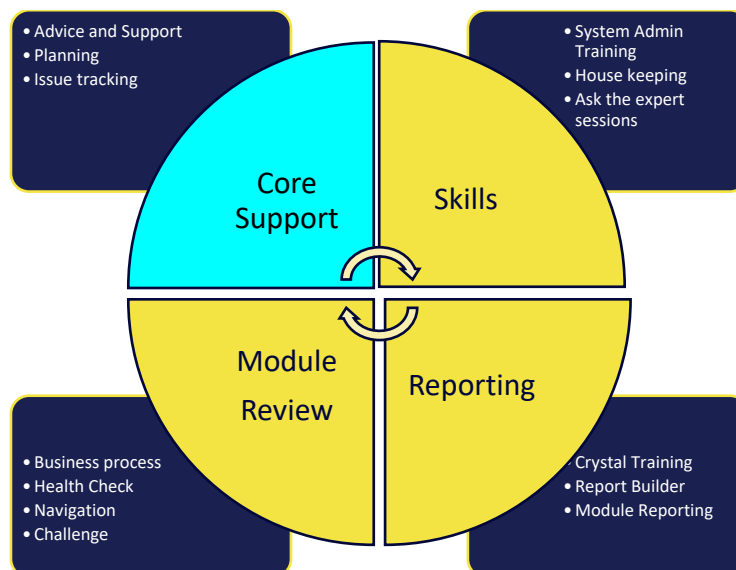 • Advice and Support
• Planning
• Issue tracking
• System Admin
Training
• House keeping
• Ask the expert
sessions
Core
Support
Skills
Module
Review
Reporting
• Business process
• Health Check
• Navigation
• Challenge
• Crystal Training
• Report Builder
• Module Reporting